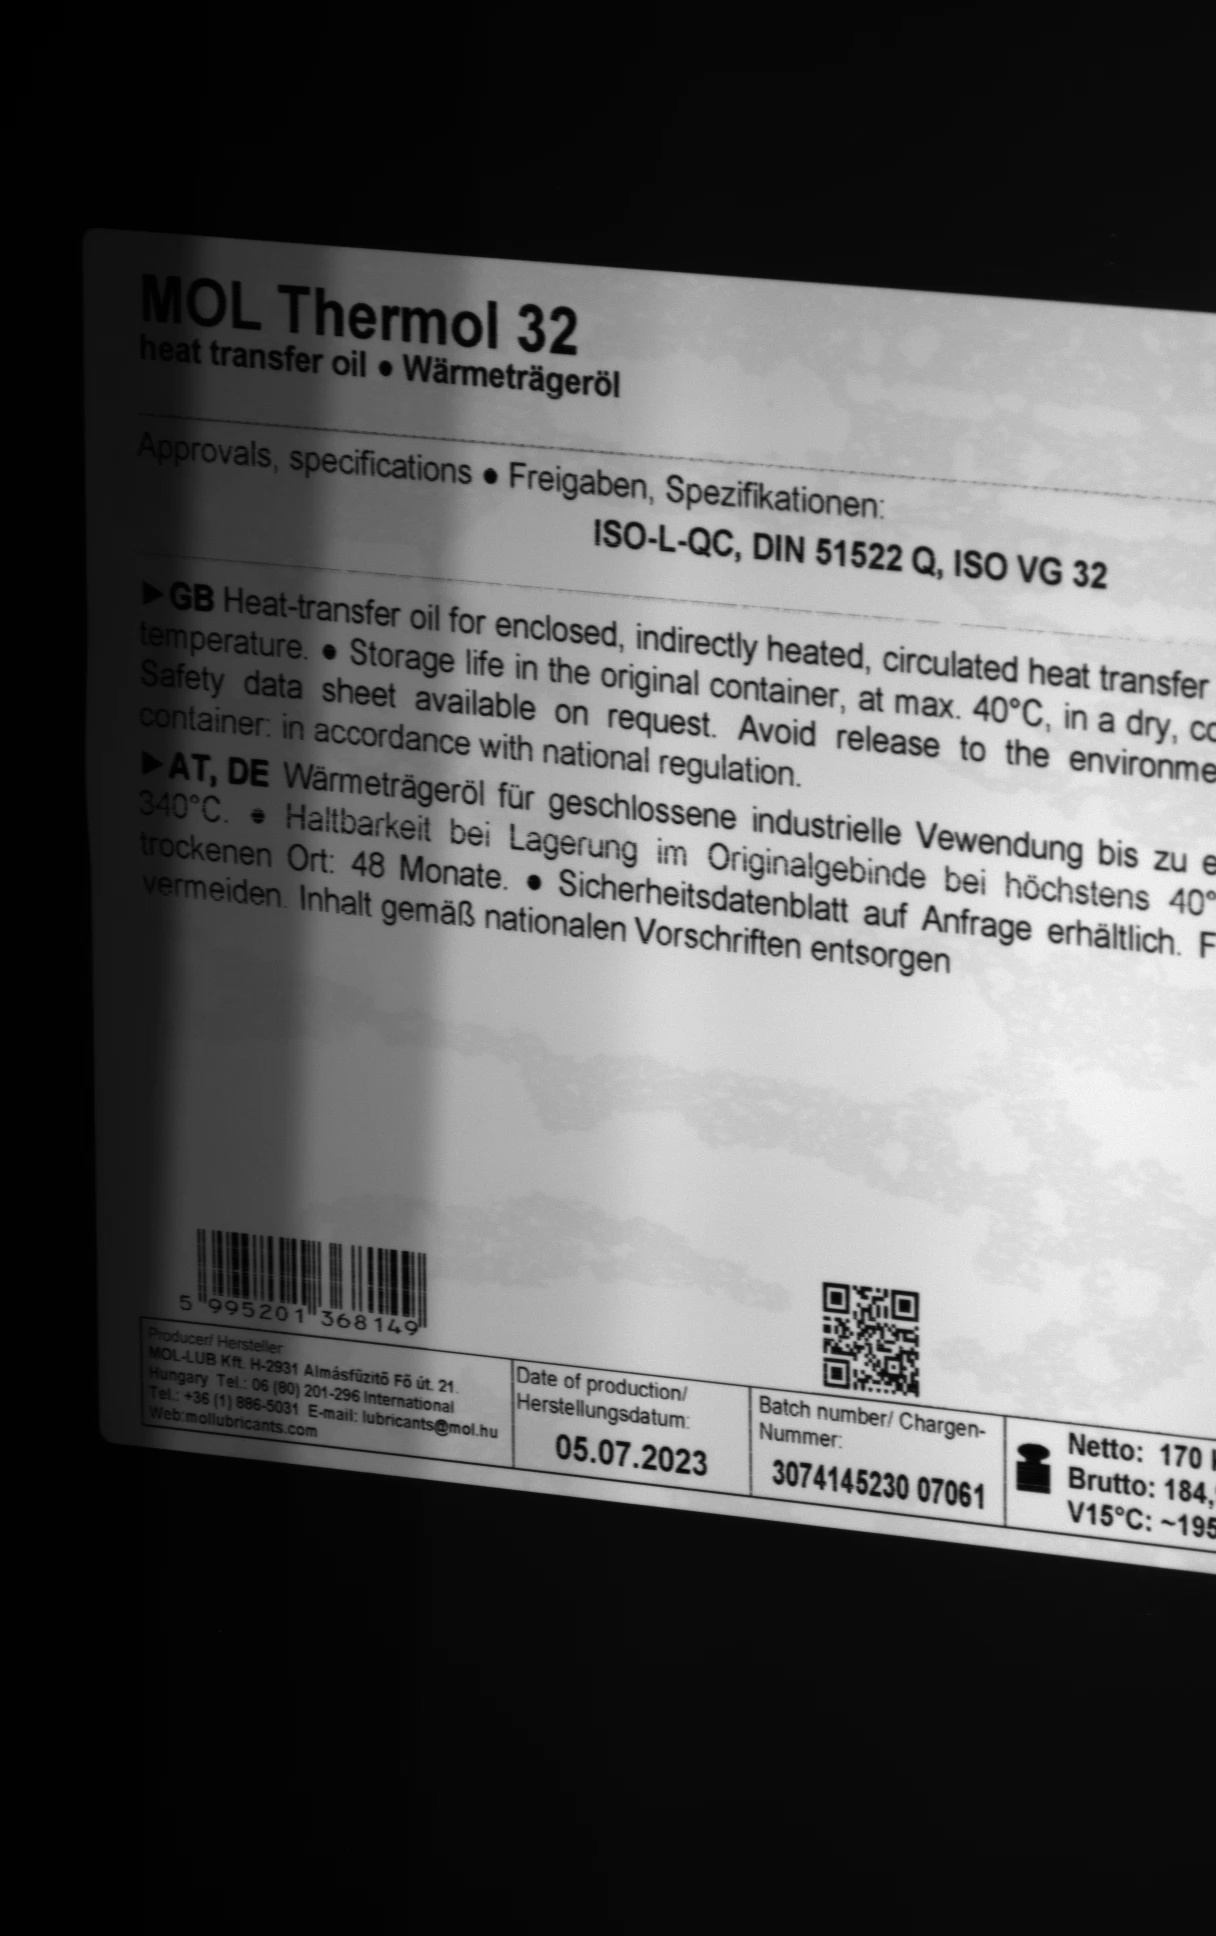 MOL Thermol 32
heat transfer oil ● Wärmeträgeröl
Approvals, specifications ● Freigaben, Spezifikationen:
ISO-L-QC, DIN 51522 Q, ISO VG 32
►GB Heat-transfer oil for enclosed, indirectly heated, circulated heat transfer
temperature. ● Storage life in the original container, at max. 40°C, in a dry, co
Safety data sheet available on request. Avoid release to the environme
container: in accordance with national regulation.
►AT, DE Wärmeträgeröl für geschlossene industrielle Vewendung bis zu e
340°C. ● Haltbarkeit bei Lagerung im Originalgebinde bei höchstens 40°
trockenen Ort: 48 Monate. ● Sicherheitsdatenblatt auf Anfrage erhältlich. F
vermeiden. Inhalt gemäß nationalen Vorschriften entsorgen
5 995201 368149
Producer/ Hersteller
MOL-LUB Kft. H-2931 Almásfüzitő Fő út. 21.
Hungary Tel.: 06 (80) 201-296 International
Tel.: +36 (1) 886-5031 E-mail: lubricants@mol.hu
Web:mollubricants.com
Date of production/
Herstellungsdatum:
05.07.2023
Batch number/ Chargen-
Nummer:
3074145230 07061
Netto: 170
Brutto: 184,
V15°C: ~195